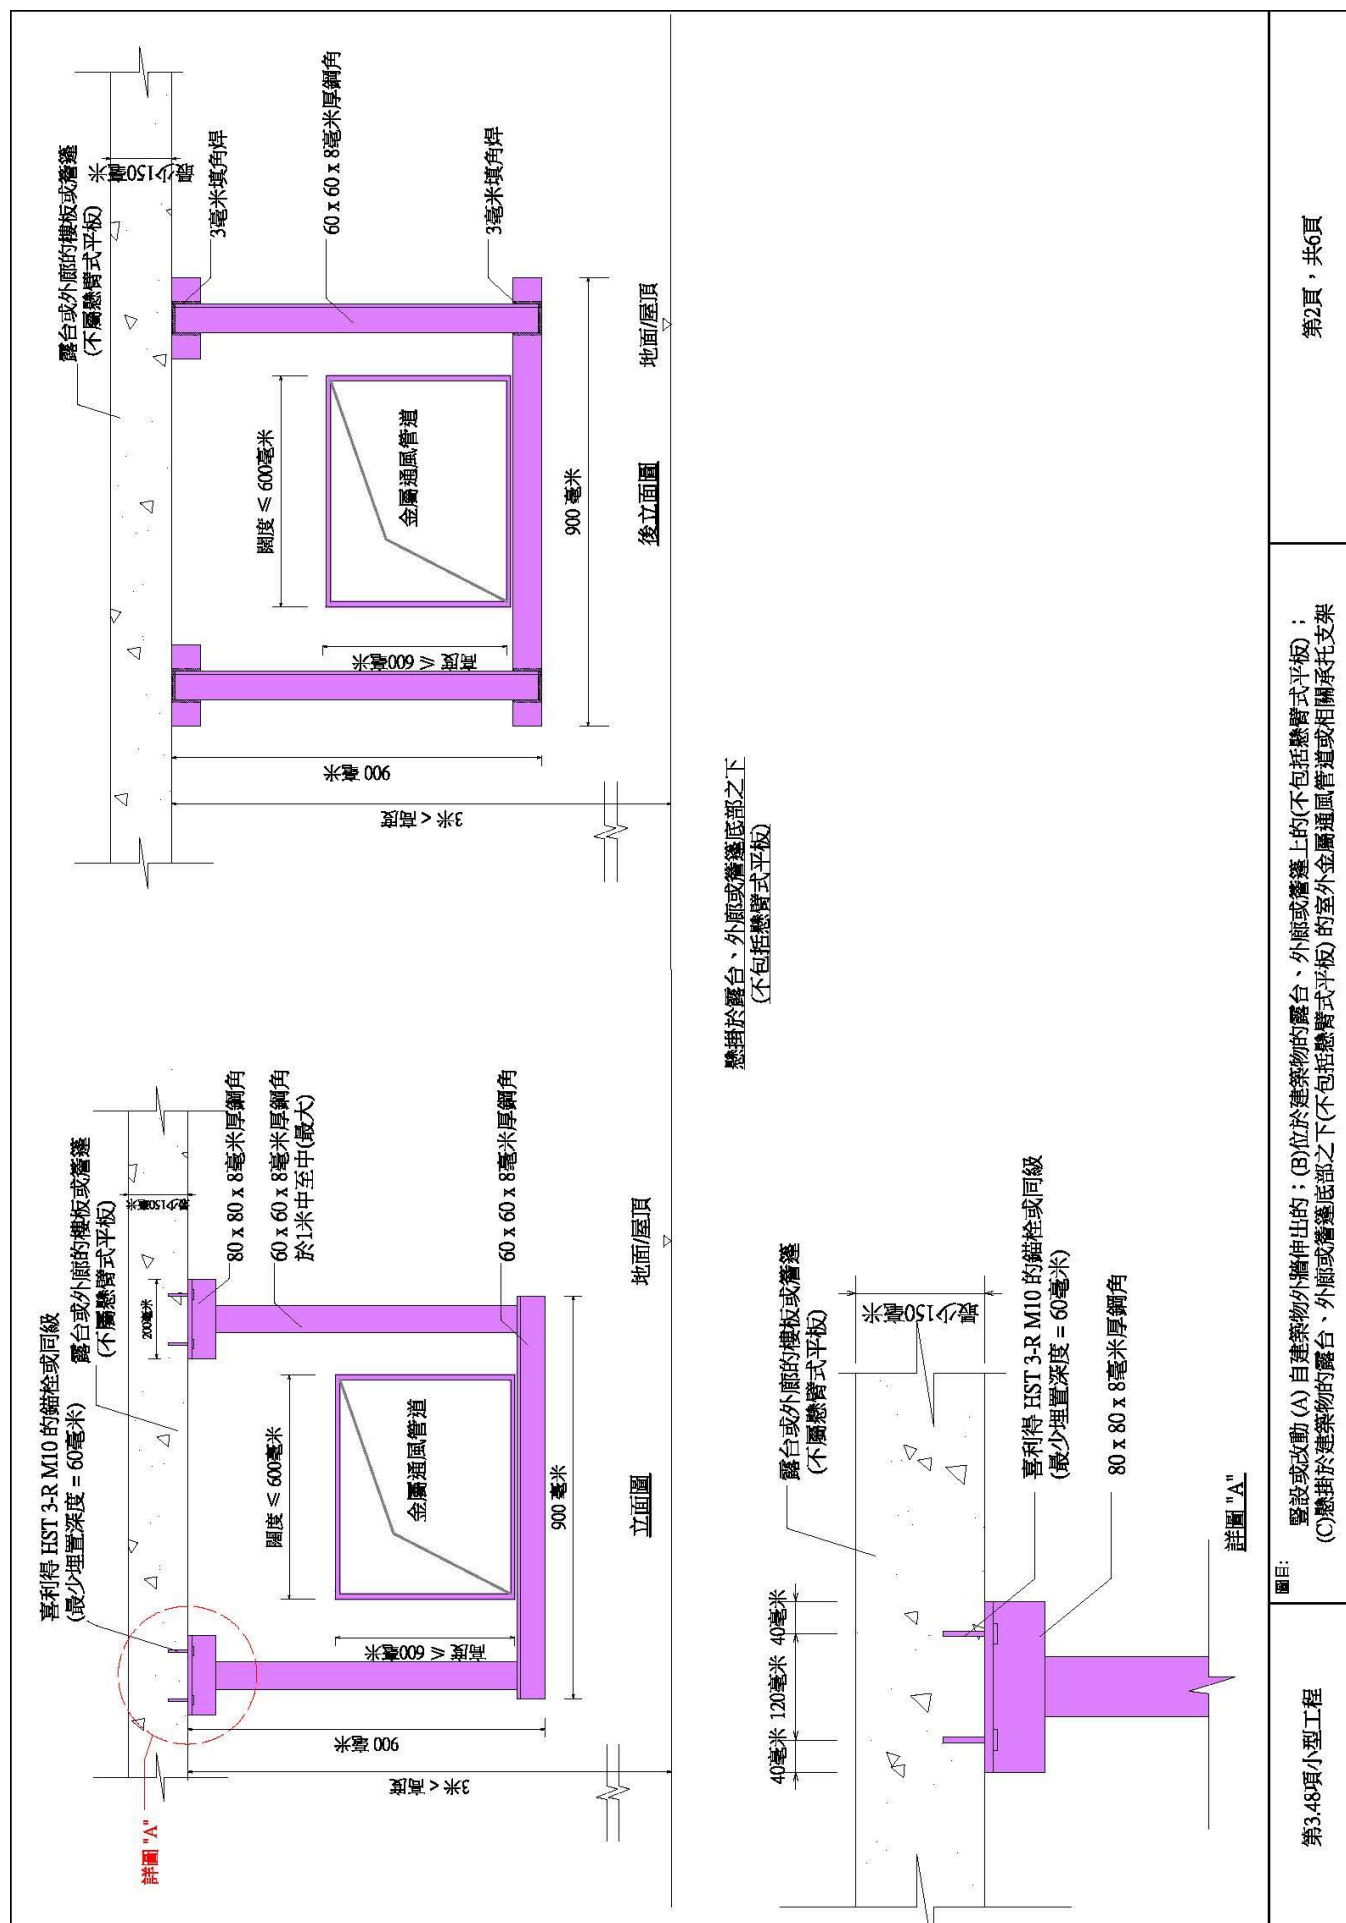 喜利得 HST 3-R M10 的錨栓或同級
(最少埋置深度 = 60毫米)
露台或外廊的樓板或簷篷
(不屬懸臂式平板)
最少150毫米
200毫米
80 x 80 x 8毫米厚鋼角
60 x 60 x 8毫米厚鋼角
於1米中至中(最大)
60 x 60 x 8毫米厚鋼角
詳圖 "A"
闊度 ≤ 600毫米
高度 ≤ 600毫米
金屬通風管道
900 毫米
3米 < 高度
900 毫米
地面/屋頂
立面圖
露台或外廊的樓板或簷篷
(不屬懸臂式平板)
最少150毫米
3毫米填角焊
60 x 60 x 8毫米厚鋼角
3毫米填角焊
闊度 ≤ 600毫米
高度 ≤ 600毫米
金屬通風管道
900 毫米
3米 < 高度
900 毫米
地面/屋頂
後立面圖
懸掛於露台、外廊或簷篷底部之下
(不包括懸臂式平板)
露台或外廊的樓板或簷篷
(不屬懸臂式平板)
最少150毫米
40毫米 120毫米 40毫米
喜利得 HST 3-R M10 的錨栓或同級
(最少埋置深度 = 60毫米)
80 x 80 x 8毫米厚鋼角
詳圖 "A"
第3.48項小型工程
圖目:
豎設或改動 (A) 自建築物外牆伸出的；(B)位於建築物的露台、外廊或簷篷上的(不包括懸臂式平板)；
(C)懸掛於建築物的露台、外廊或簷篷底部之下(不包括懸臂式平板) 的室外金屬通風管道或相關承托支架
第2頁，共6頁